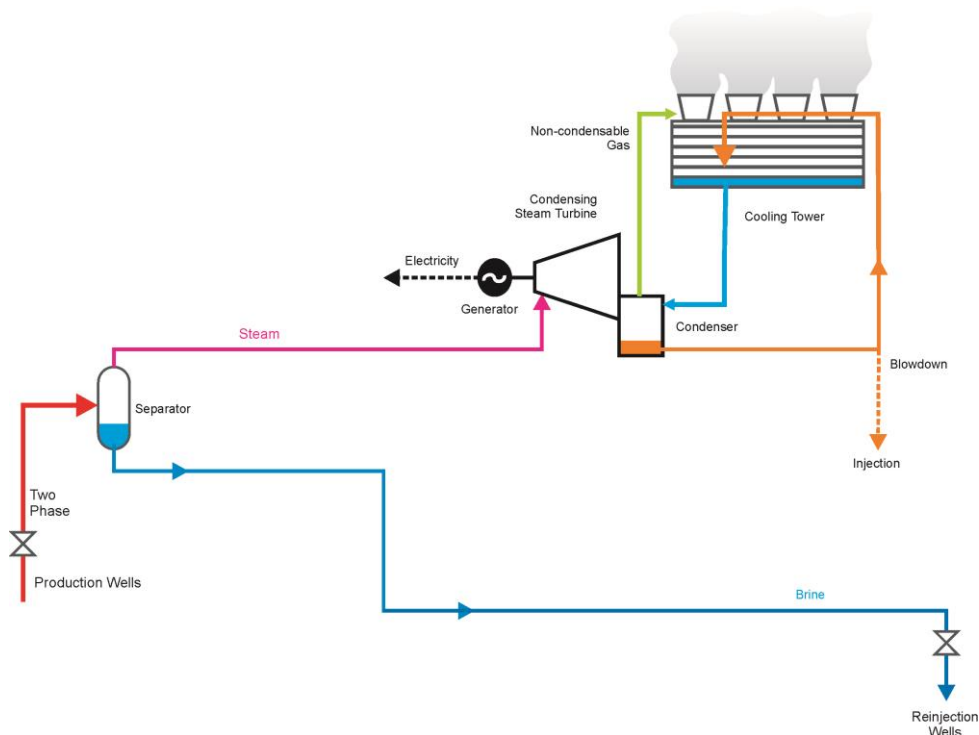 Non-condensable
Gas
Condensing
Steam Turbine
Cooling Tower
Electricity
Generator
Condenser
Steam
Blowdown
Separator
Injection
Two
Phase
Production Wells
Brine
Reinjection
Wells